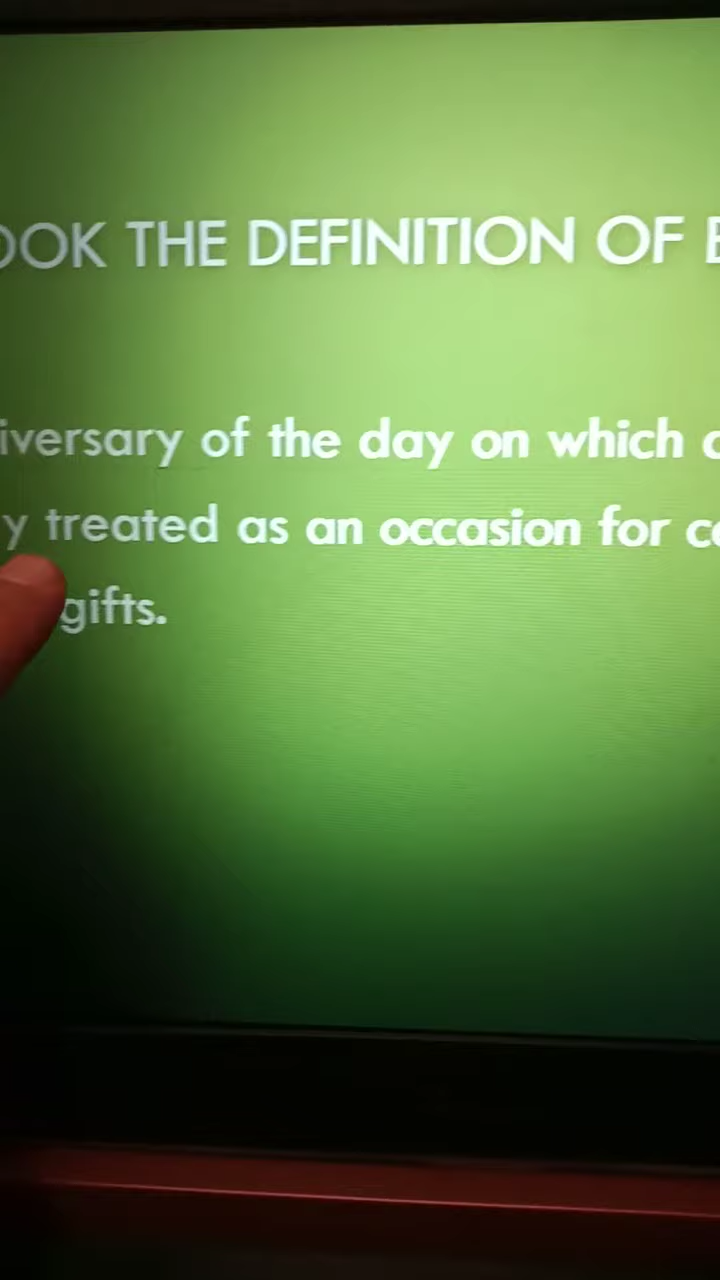 OOK THE DEFINITION OF
iversary of the day on which
y treated as an occasion for
gifts.